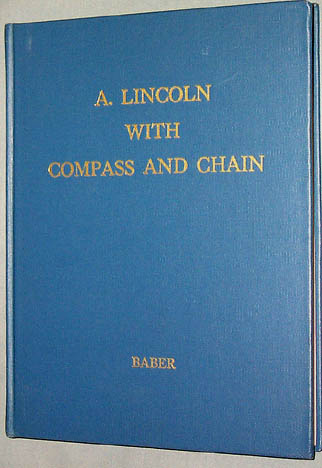 A. LINCOLN
WITH
COMPASS AND CHAIN
BABER